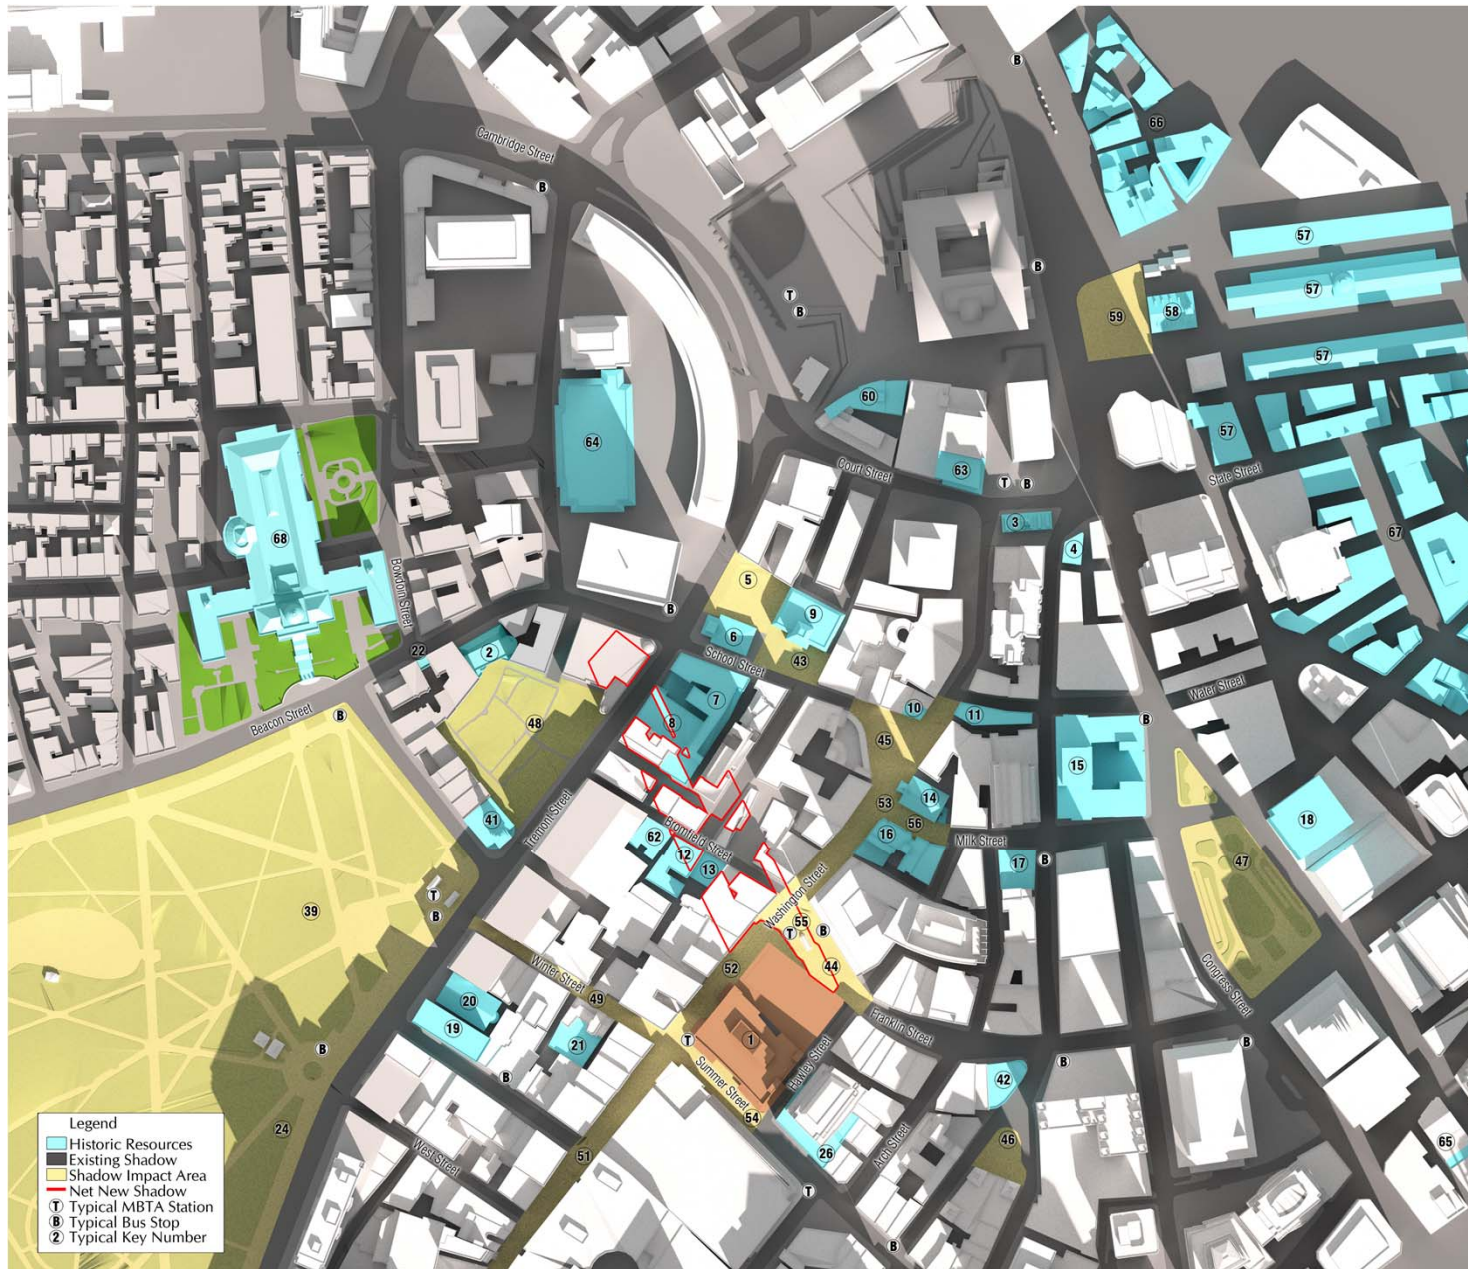 B
66
Cambridge Street
B
57
B
T
B
59
58
57
57
60
64
57
Court Street
63
State Street
T
B
3
67
68
4
Bowdoin Street
5
B
9
6
22
2
School Street
43
7
Water Street
Beacon Street
B
8
10
11
B
48
45
15
53
14
18
41
Tremont Street
62
Bromfield Street
16
56
Milk Street
12
13
17
B
47
T
39
B
Washington Street
55
T
B
52
44
Winter Street
49
20
Congress Street
19
Franklin Street
21
T
1
B
B
B
Summer Street
Hawley Street
42
B
54
24
46
West Street
51
26
Arch Street
65
T
B
Legend
Historic Resources
Existing Shadow
Shadow Impact Area
Net New Shadow
T Typical MBTA Station
B Typical Bus Stop
2 Typical Key Number